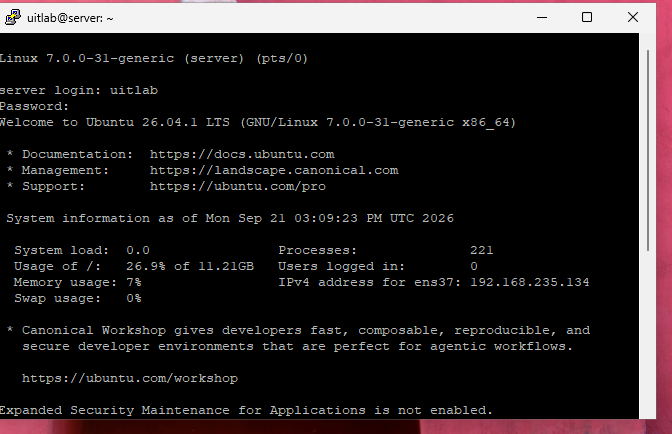 uitlab@server: ~
Linux 7.0.0-31-generic (server) (pts/0)
server login: uitlab
Password:
Welcome to Ubuntu 26.04.1 LTS (GNU/Linux 7.0.0-31-generic x86_64)
* Documentation:  https://docs.ubuntu.com
* Management:     https://landscape.canonical.com
* Support:        https://ubuntu.com/pro
System information as of Mon Sep 21 03:09:23 PM UTC 2026
System load:  0.0                Processes:              221
Usage of /:   26.9% of 11.21GB   Users logged in:        0
Memory usage: 7%                 IPv4 address for ens37: 192.168.235.134
Swap usage:   0%
* Canonical Workshop gives developers fast, composable, reproducible, and
secure developer environments that are perfect for agentic workflows.
https://ubuntu.com/workshop
Expanded Security Maintenance for Applications is not enabled.